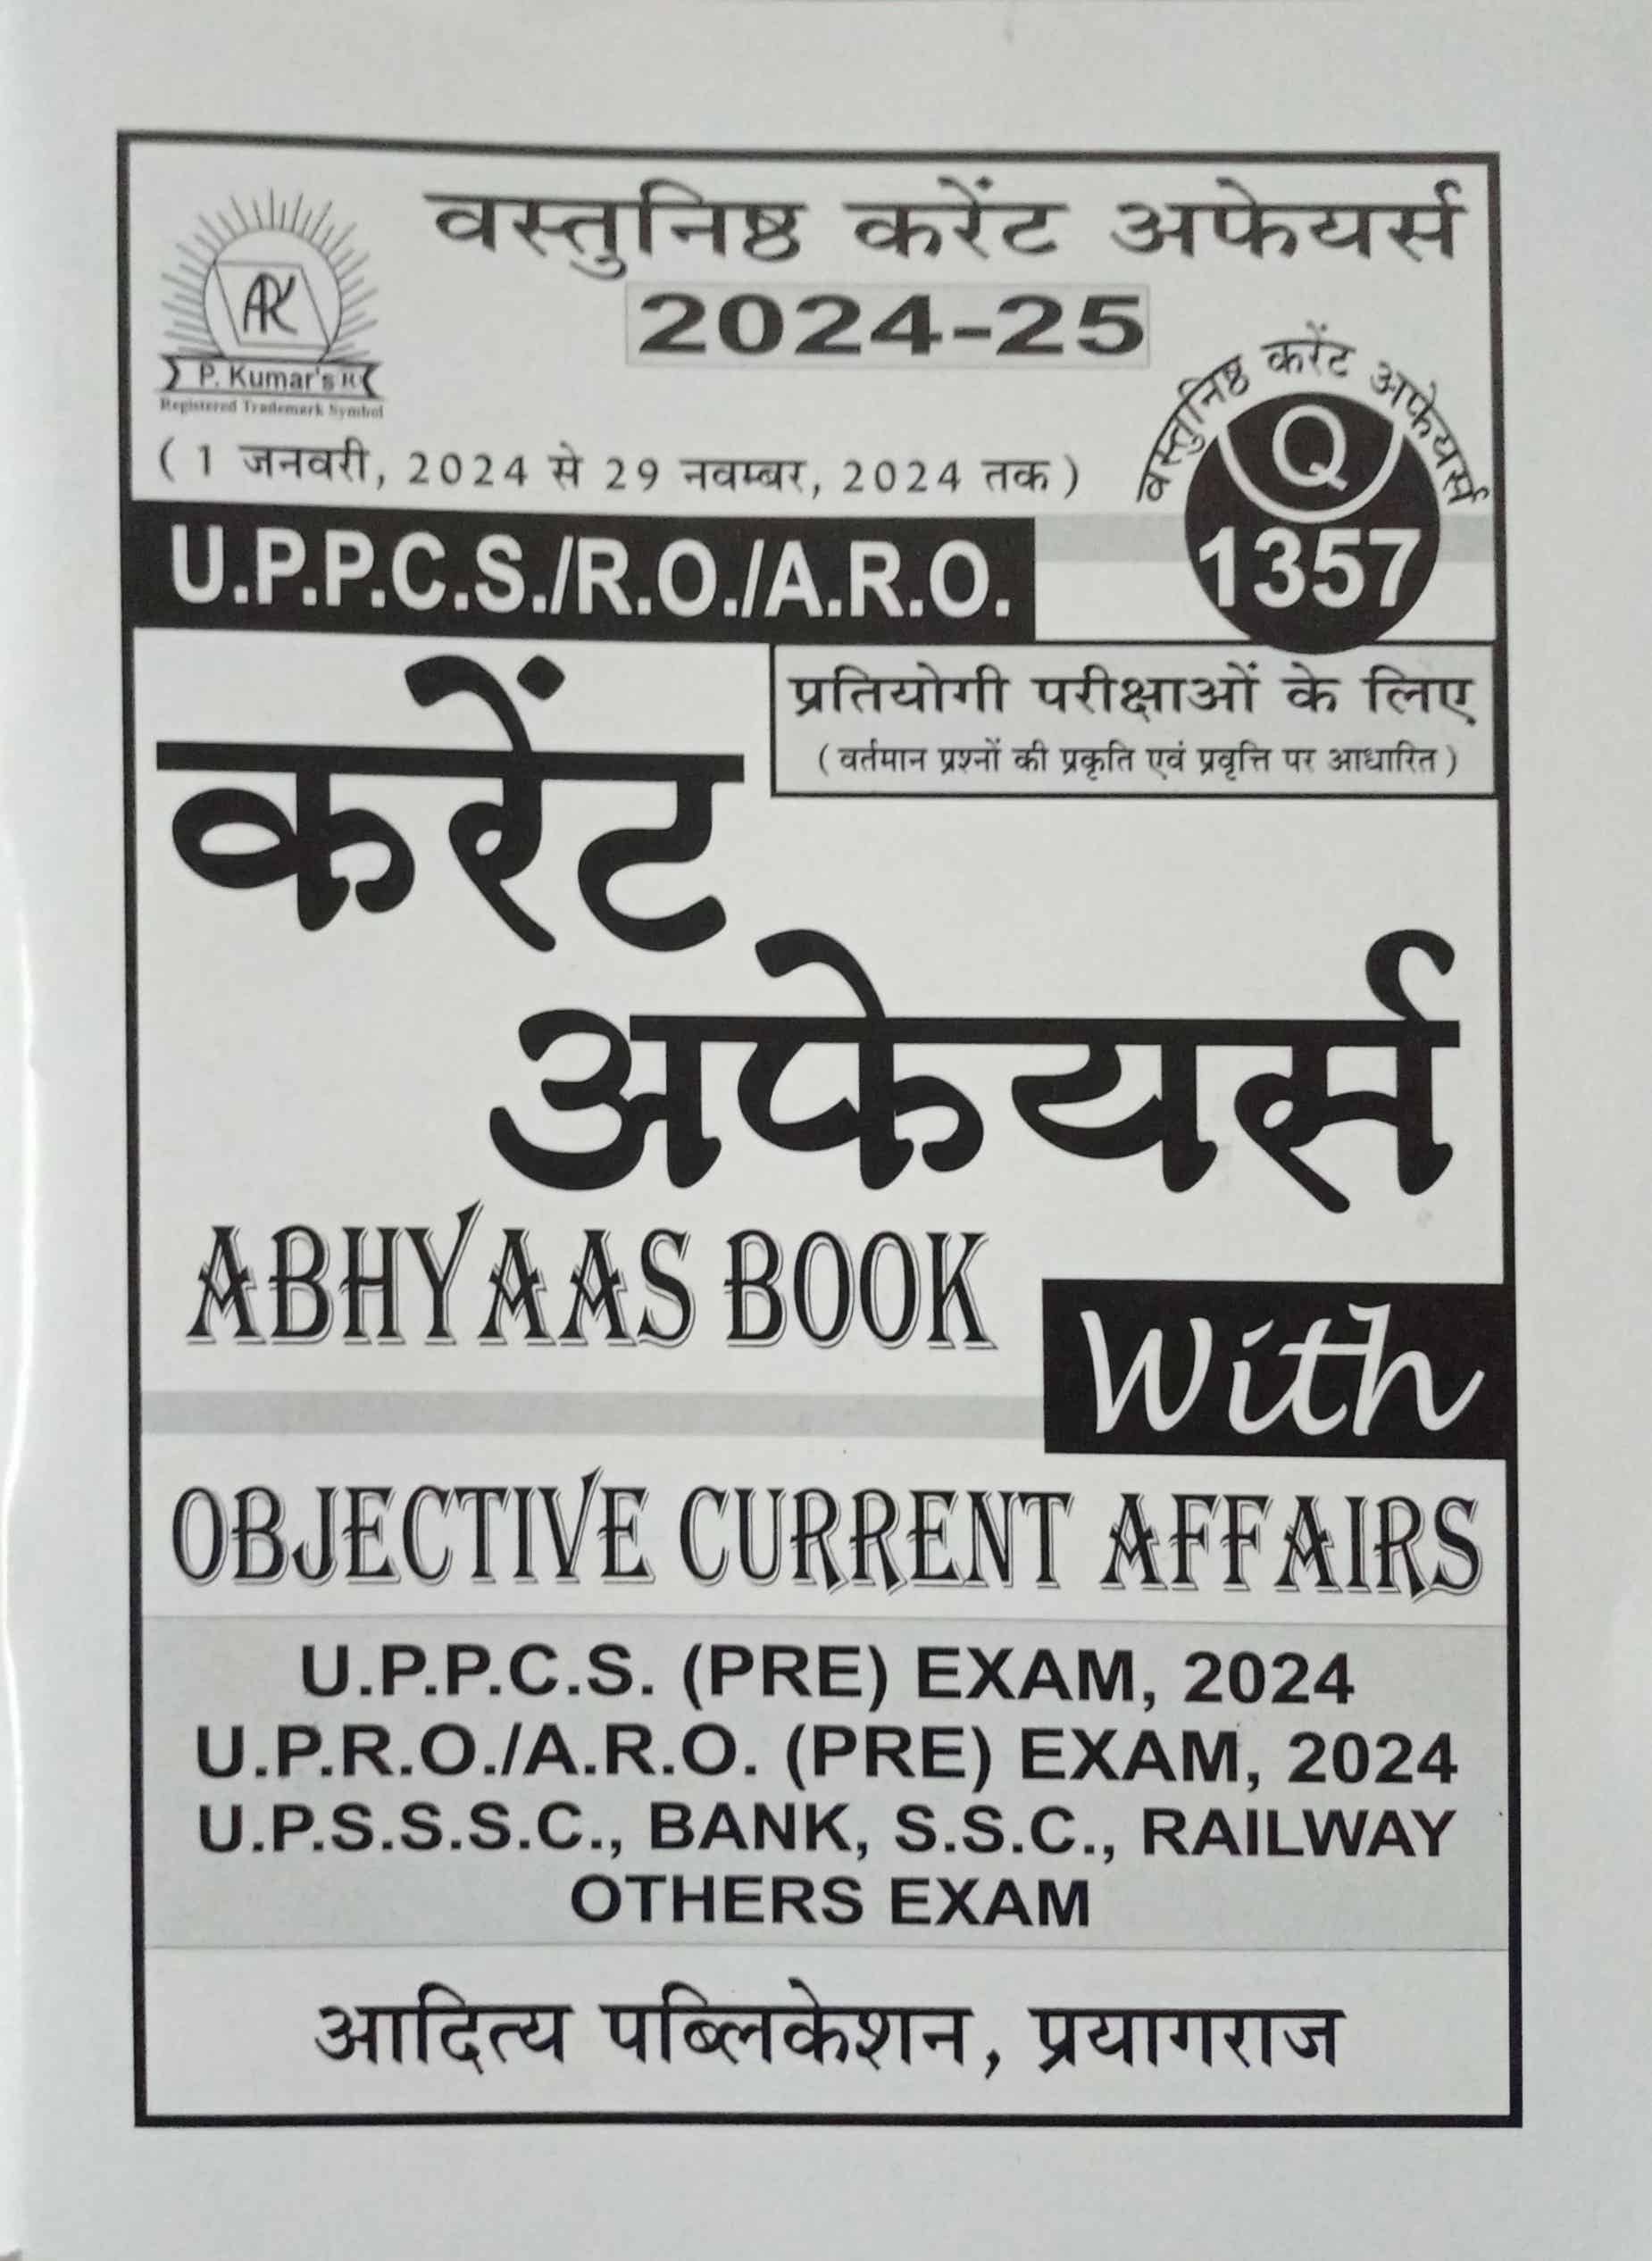 वस्तुनिष्ठ करेंट अफेयर्स
2024-25
P. Kumar's
Registered Trademark Symbol
( 1 जनवरी, 2024 से 29 नवम्बर, 2024 तक )
वस्तुनिष्ठ करेंट अफेयर्स
Q
1357
U.P.P.C.S./R.O./A.R.O.
प्रतियोगी परीक्षाओं के लिए
( वर्तमान प्रश्नों की प्रकृति एवं प्रवृत्ति पर आधारित )
करेंट
अफेयर्स
ABHYAAS BOOK
With
OBJECTIVE CURRENT AFFAIRS
U.P.P.C.S. (PRE) EXAM, 2024
U.P.R.O./A.R.O. (PRE) EXAM, 2024
U.P.S.S.S.C., BANK, S.S.C., RAILWAY
OTHERS EXAM
आदित्य पब्लिकेशन, प्रयागराज